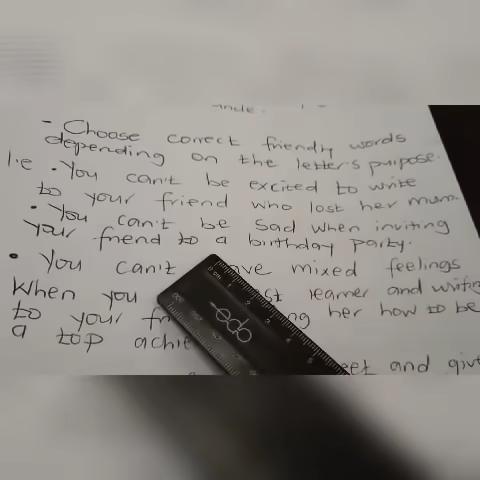 - Choose correct friendly words
depending on the letter's purpose.
i.e • You can't be excited to write
to your friend who lost her mum.
• You can't be sad when inviting
your friend to a birthday party.
• You can't mixed feelings
When you learner and write
to your her how to be
a top
and give
edo